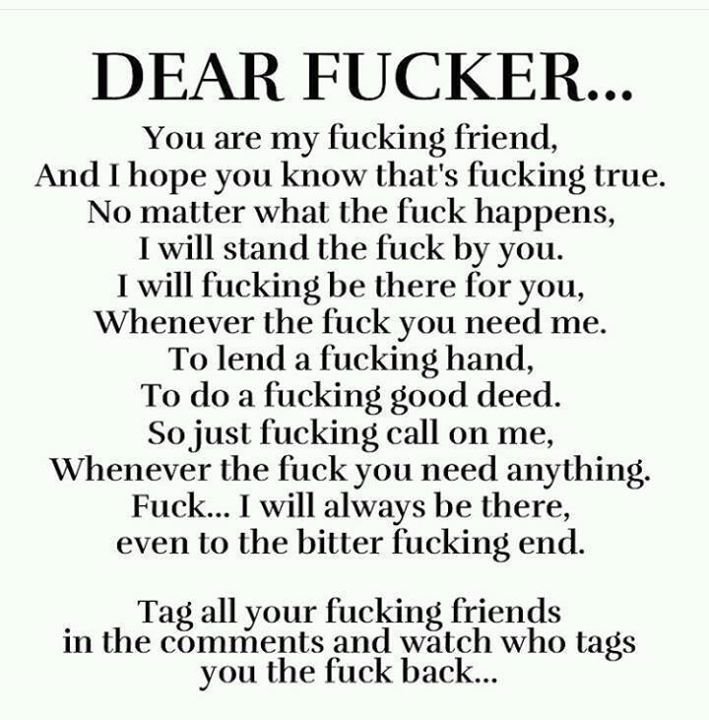 DEAR FUCKER...
You are my fucking friend,
And I hope you know that's fucking true.
No matter what the fuck happens,
I will stand the fuck by you.
I will fucking be there for you,
Whenever the fuck you need me.
To lend a fucking hand,
To do a fucking good deed.
So just fucking call on me,
Whenever the fuck you need anything.
Fuck... I will always be there,
even to the bitter fucking end.
Tag all your fucking friends
in the comments and watch who tags
you the fuck back...